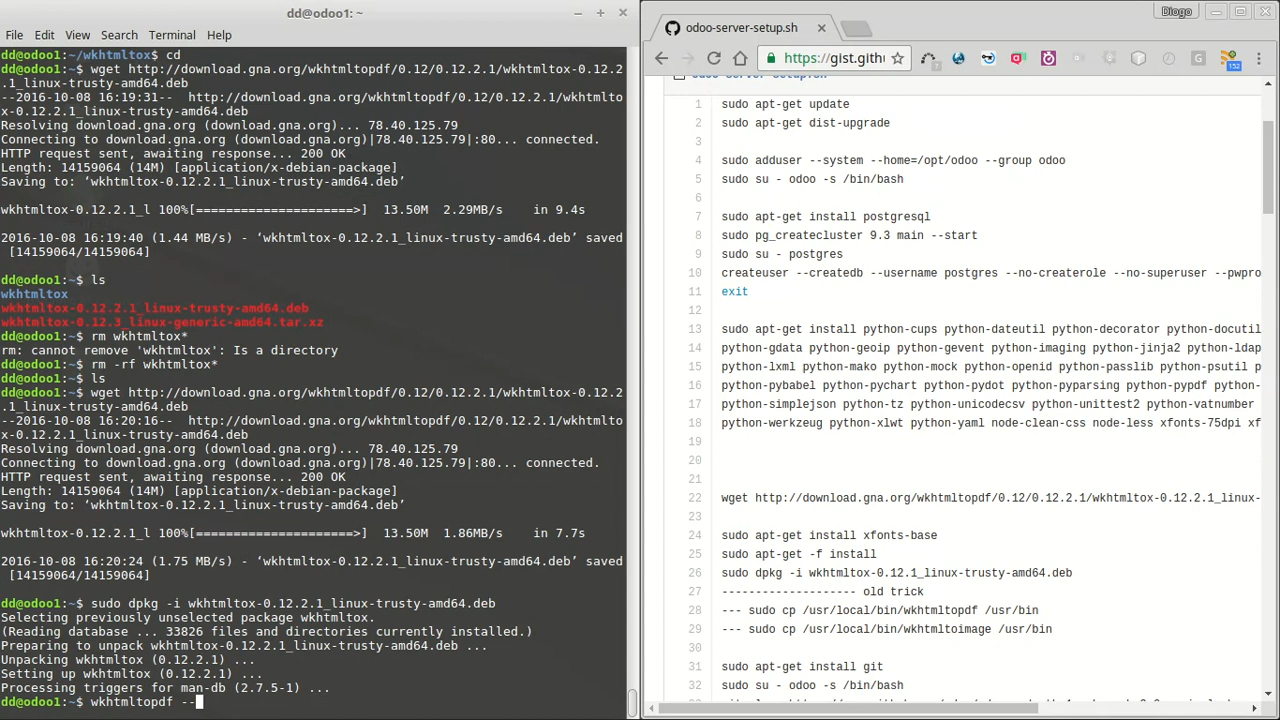 dd@odoo1: ~
File Edit View Search Terminal Help
dd@odoo1:~/wkhtmltox$ cd
dd@odoo1:~$ wget http://download.gna.org/wkhtmltopdf/0.12/0.12.2.1/wkhtmltox-0.12.2
.1_linux-trusty-amd64.deb
--2016-10-08 16:19:31-- http://download.gna.org/wkhtmltopdf/0.12/0.12.2.1/wkhtmlto
x-0.12.2.1_linux-trusty-amd64.deb
Resolving download.gna.org (download.gna.org)... 78.40.125.79
Connecting to download.gna.org (download.gna.org)|78.40.125.79|:80... connected.
HTTP request sent, awaiting response... 200 OK
Length: 14159064 (14M) [application/x-debian-package]
Saving to: ‘wkhtmltox-0.12.2.1_linux-trusty-amd64.deb’
wkhtmltox-0.12.2.1_l 100%[=====================>] 13.50M 2.29MB/s in 9.4s
2016-10-08 16:19:40 (1.44 MB/s) - ‘wkhtmltox-0.12.2.1_linux-trusty-amd64.deb’ saved
[14159064/14159064]
dd@odoo1:~$ ls
wkhtmltox
wkhtmltox-0.12.2.1_linux-trusty-amd64.deb
wkhtmltox-0.12.3_linux-generic-amd64.tar.xz
dd@odoo1:~$ rm wkhtmltox*
rm: cannot remove 'wkhtmltox': Is a directory
dd@odoo1:~$ rm -rf wkhtmltox*
dd@odoo1:~$ ls
dd@odoo1:~$ wget http://download.gna.org/wkhtmltopdf/0.12/0.12.2.1/wkhtmltox-0.12.2
.1_linux-trusty-amd64.deb
--2016-10-08 16:20:16-- http://download.gna.org/wkhtmltopdf/0.12/0.12.2.1/wkhtmlto
x-0.12.2.1_linux-trusty-amd64.deb
Resolving download.gna.org (download.gna.org)... 78.40.125.79
Connecting to download.gna.org (download.gna.org)|78.40.125.79|:80... connected.
HTTP request sent, awaiting response... 200 OK
Length: 14159064 (14M) [application/x-debian-package]
Saving to: ‘wkhtmltox-0.12.2.1_linux-trusty-amd64.deb’
wkhtmltox-0.12.2.1_l 100%[=====================>] 13.50M 1.86MB/s in 7.7s
2016-10-08 16:20:24 (1.75 MB/s) - ‘wkhtmltox-0.12.2.1_linux-trusty-amd64.deb’ saved
[14159064/14159064]
dd@odoo1:~$ sudo dpkg -i wkhtmltox-0.12.2.1_linux-trusty-amd64.deb
Selecting previously unselected package wkhtmltox.
(Reading database ... 33826 files and directories currently installed.)
Preparing to unpack wkhtmltox-0.12.2.1_linux-trusty-amd64.deb ...
Unpacking wkhtmltox (0.12.2.1) ...
Setting up wkhtmltox (0.12.2.1) ...
Processing triggers for man-db (2.7.5-1) ...
dd@odoo1:~$ wkhtmltopdf --
Diogo
odoo-server-setup.sh
https://gist.gith
152
1 sudo apt-get update
2 sudo apt-get dist-upgrade
3
4 sudo adduser --system --home=/opt/odoo --group odoo
5 sudo su - odoo -s /bin/bash
6
7 sudo apt-get install postgresql
8 sudo pg_createcluster 9.3 main --start
9 sudo su - postgres
10 createuser --createdb --username postgres --no-createrole --no-superuser --pwpro
11 exit
12
13 sudo apt-get install python-cups python-dateutil python-decorator python-docutil
14 python-gdata python-geoip python-gevent python-imaging python-jinja2 python-ldap
15 python-lxml python-mako python-mock python-openid python-passlib python-psutil p
16 python-pybabel python-pychart python-pydot python-pyparsing python-pypdf python-
17 python-simplejson python-tz python-unicodecsv python-unittest2 python-vatnumber
18 python-werkzeug python-xlwt python-yaml node-clean-css node-less xfonts-75dpi xf
19
20
21
22 wget http://download.gna.org/wkhtmltopdf/0.12/0.12.2.1/wkhtmltox-0.12.2.1_linux-
23
24 sudo apt-get install xfonts-base
25 sudo apt-get -f install
26 sudo dpkg -i wkhtmltox-0.12.1_linux-trusty-amd64.deb
27 -------------------- old trick
28 --- sudo cp /usr/local/bin/wkhtmltopdf /usr/bin
29 --- sudo cp /usr/local/bin/wkhtmltoimage /usr/bin
30
31 sudo apt-get install git
32 sudo su - odoo -s /bin/bash